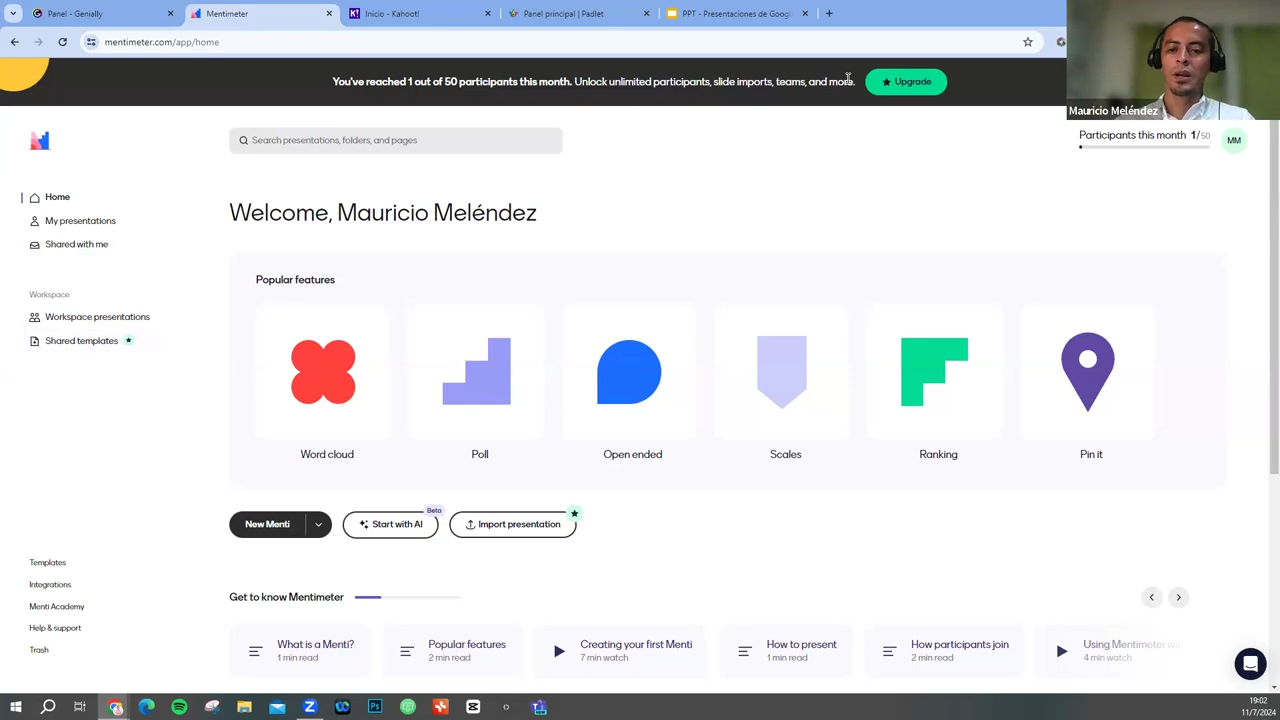 Panel - Genially
Mentimeter
Inicio - Kahoot!
Panel principal | Padlet
PPT - Presentaciones de Google
mentimeter.com/app/home
You've reached 1 out of 50 participants this month. Unlock unlimited participants, slide imports, teams, and more.
Upgrade
Mauricio Meléndez
Search presentations, folders, and pages
Participants this month 1/50
MM
Home
My presentations
Shared with me
Workspace
Workspace presentations
Shared templates
Welcome, Mauricio Meléndez
Popular features
Word cloud
Poll
Open ended
Scales
Ranking
Pin it
New Menti
Start with AI
Beta
Import presentation
Templates
Integrations
Menti Academy
Help & support
Trash
Get to know Mentimeter
What is a Menti?
1 min read
Popular features
2 min read
Creating your first Menti
7 min watch
How to present
1 min read
How participants join
2 min read
Using Mentimeter
4 min watch
19:02
11/7/2024